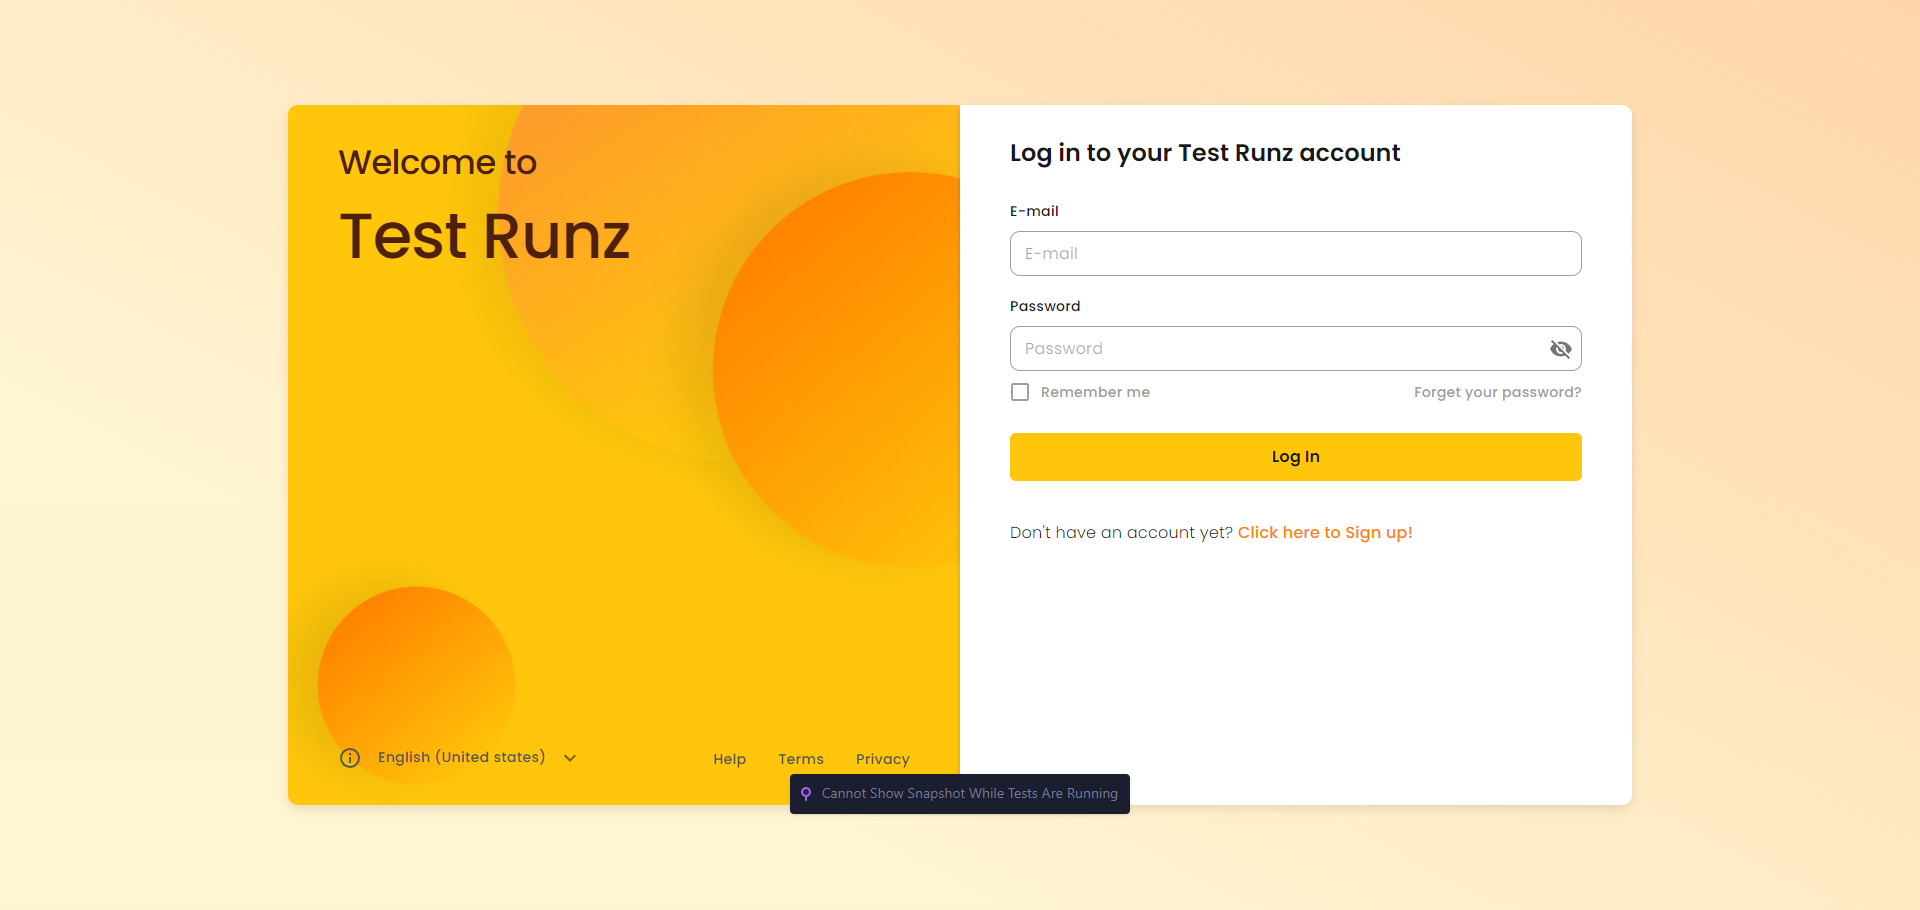 Welcome to
Test Runz
English (United states)
Help Terms Privacy
Log in to your Test Runz account
E-mail
E-mail
Password
Password
Remember me Forget your password?
Log In
Don't have an account yet? Click here to Sign up!
Cannot Show Snapshot While Tests Are Running